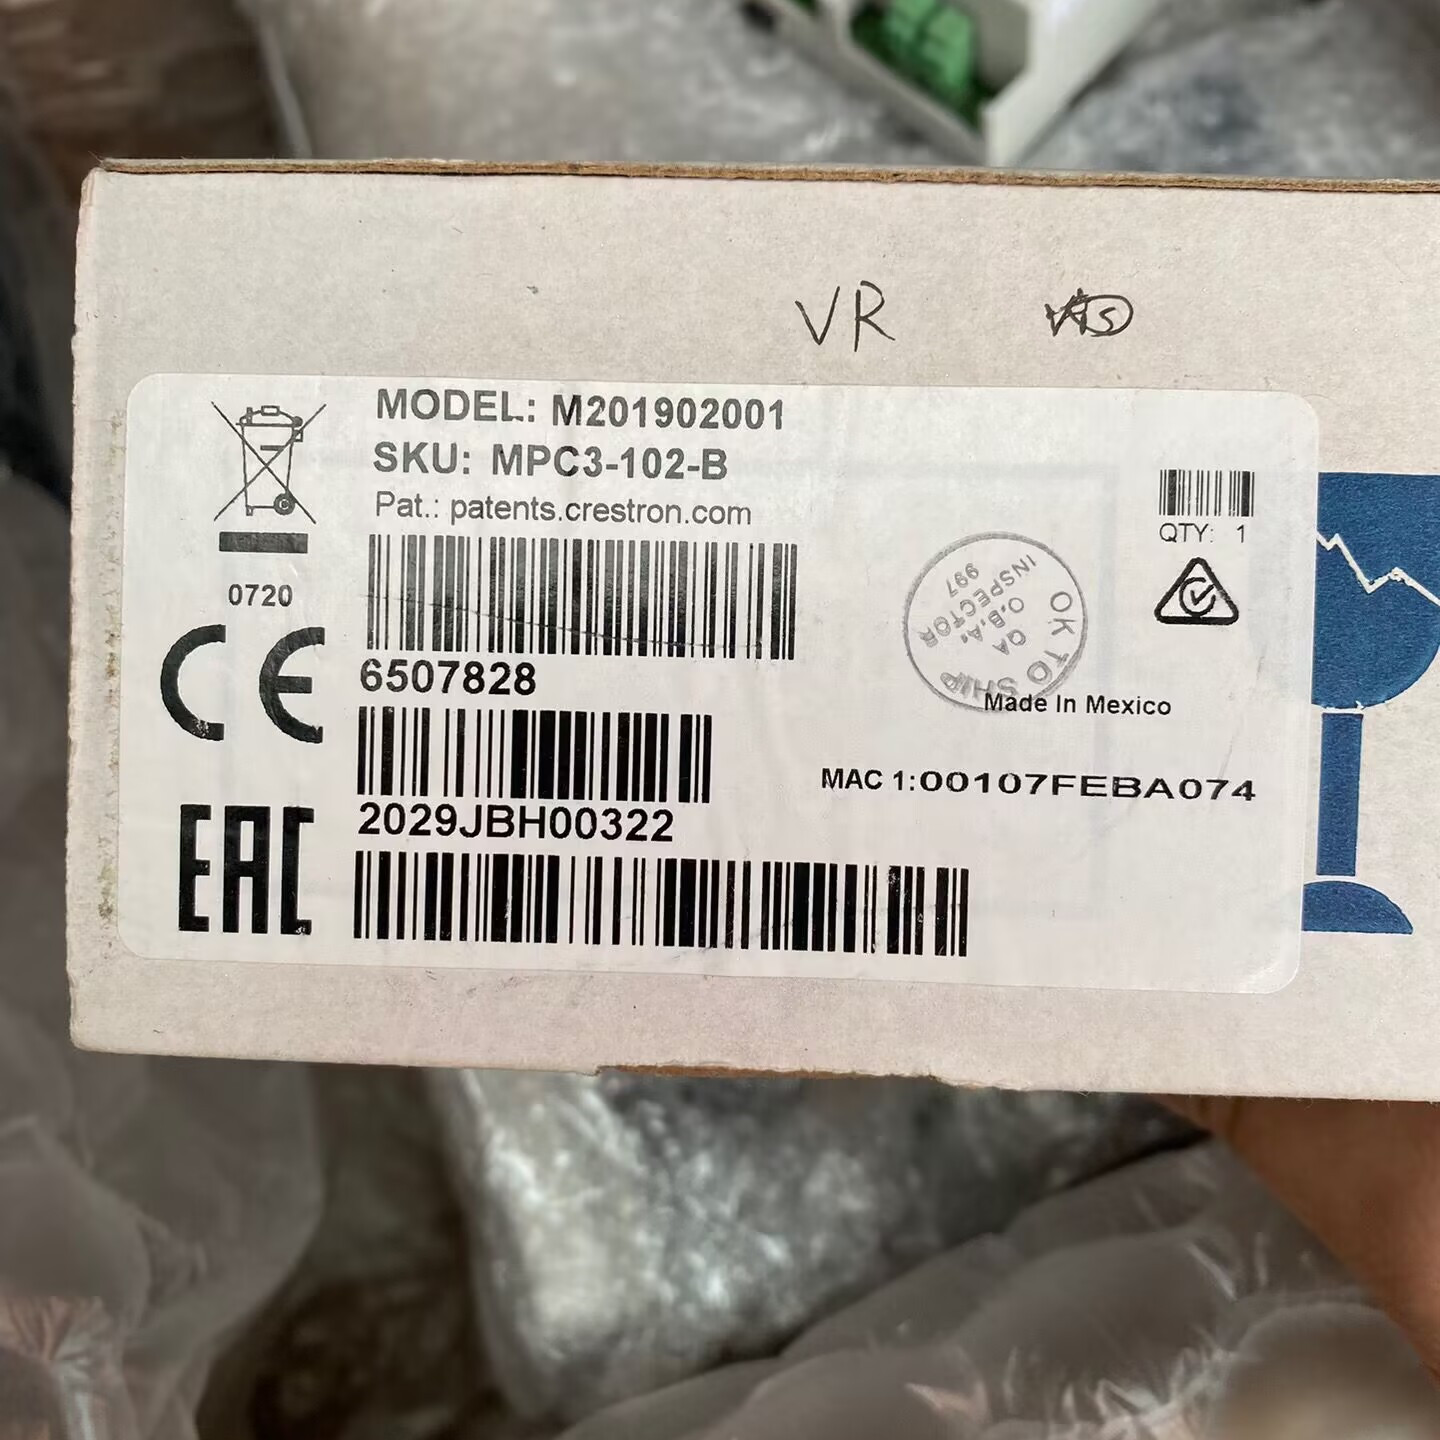 VR
MODEL: M201902001
SKU: MPC3-102-B
Pat.: patents.crestron.com
QTY: 1
0720
6507828
OK TO SHIP
QA
O.B.A.
INSPECTOR
997
Made In Mexico
CE
MAC 1:00107FEBA074
2029JBH00322
EAC